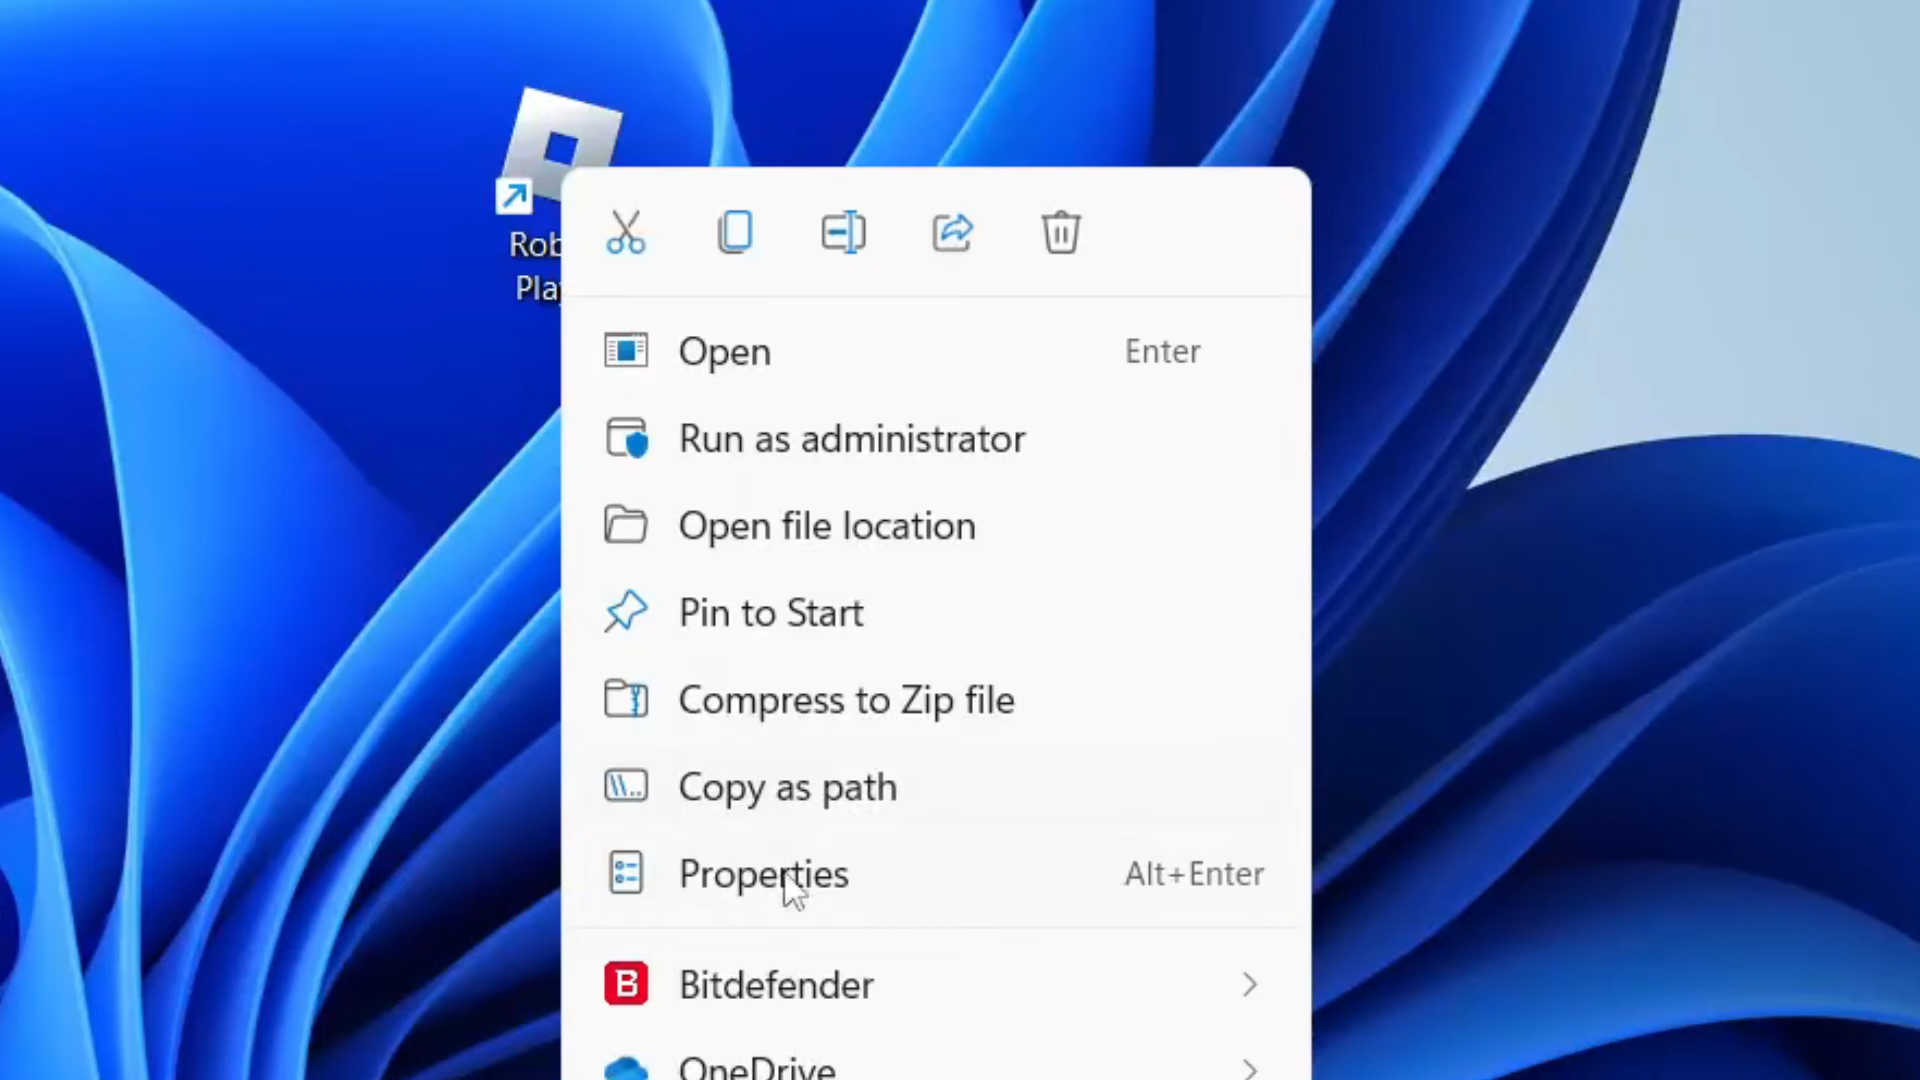 Rob
Pla
Open Enter
Run as administrator
Open file location
Pin to Start
Compress to Zip file
Copy as path
Properties Alt+Enter
B Bitdefender
OneDrive